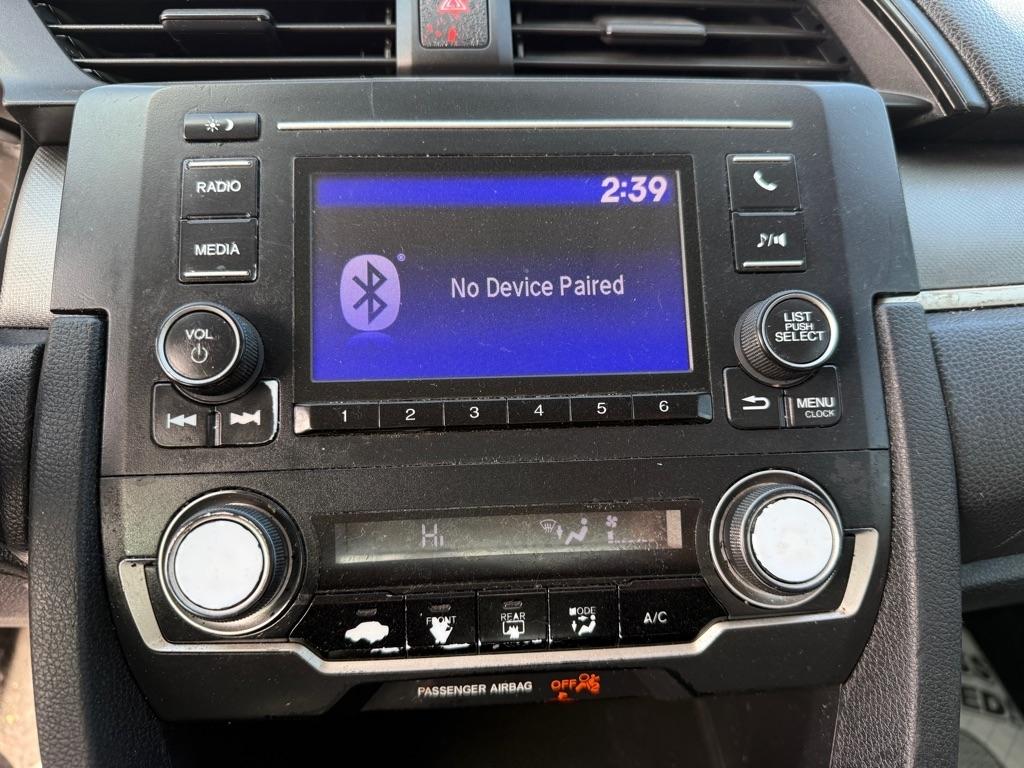 2:39
RADIO
MEDIA
No Device Paired
VOL
LIST
PUSH
SELECT
1 2 3 4 5 6
MENU
CLOCK
Hi
FRONT
REAR
MODE
A/C
PASSENGER AIRBAG OFF